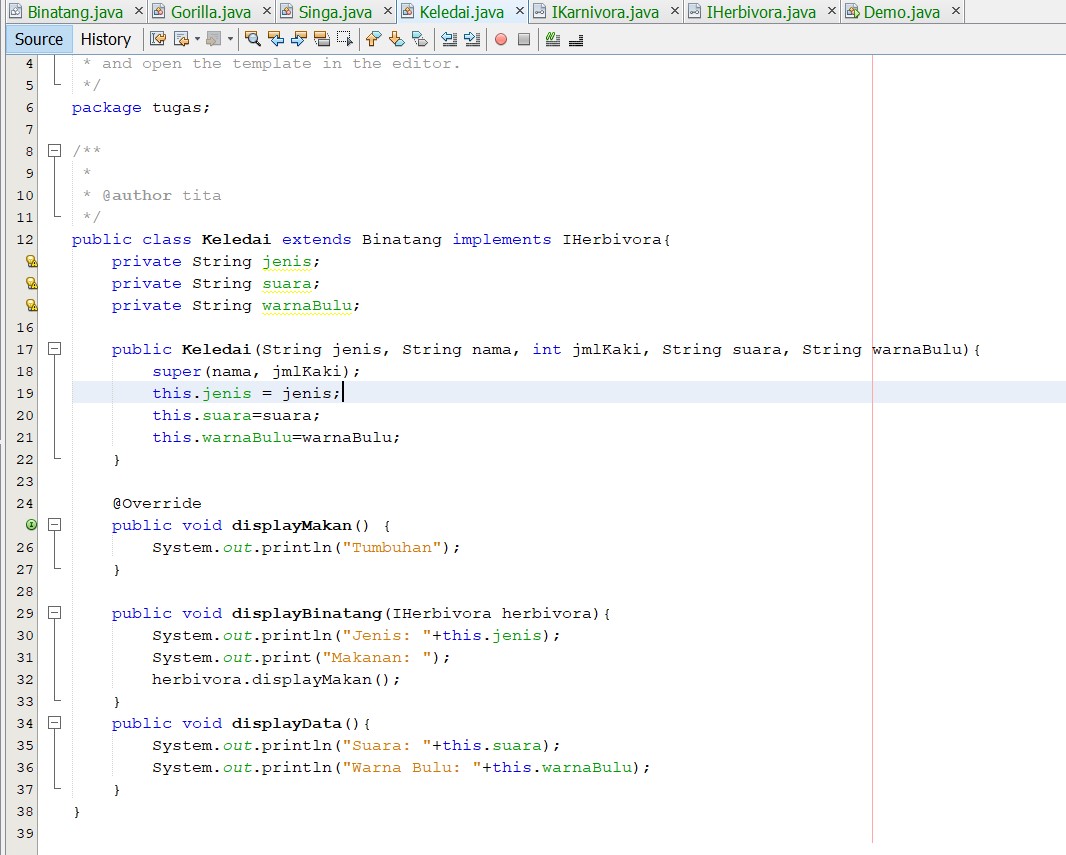 Binatang.java × Gorilla.java × Singa.java × Keledai.java × IKarnivora.java × IHerbivora.java × Demo.java ×
Source History
4 * and open the template in the editor.
5 */
6 package tugas;
7
8 /**
9 *
10 * @author tita
11 */
12 public class Keledai extends Binatang implements IHerbivora{
private String jenis;
private String suara;
private String warnaBulu;
16
17 public Keledai(String jenis, String nama, int jmlKaki, String suara, String warnaBulu){
18 super(nama, jmlKaki);
19 this.jenis = jenis;
20 this.suara=suara;
21 this.warnaBulu=warnaBulu;
22 }
23
24 @Override
public void displayMakan() {
26 System.out.println("Tumbuhan");
27 }
28
29 public void displayBinatang(IHerbivora herbivora){
30 System.out.println("Jenis: "+this.jenis);
31 System.out.print("Makanan: ");
32 herbivora.displayMakan();
33 }
34 public void displayData(){
35 System.out.println("Suara: "+this.suara);
36 System.out.println("Warna Bulu: "+this.warnaBulu);
37 }
38 }
39